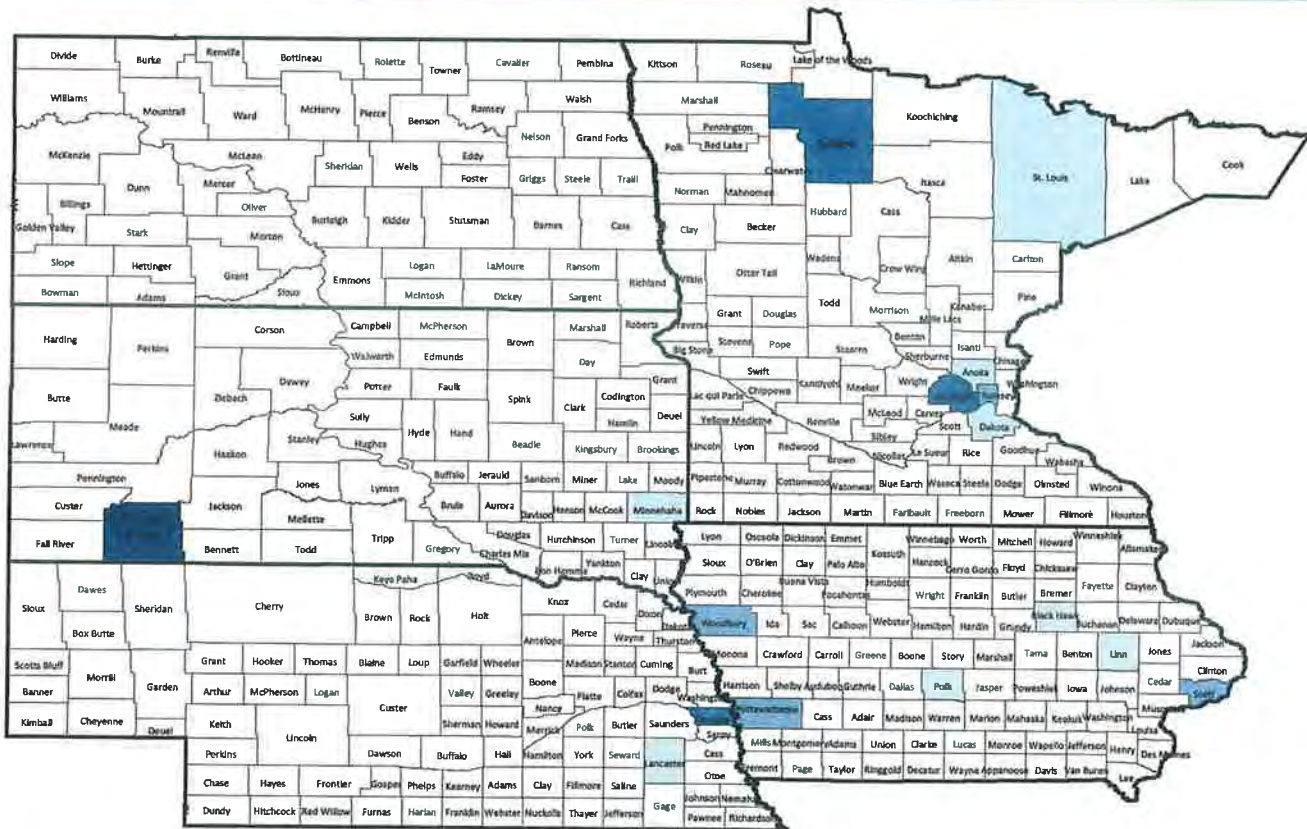 Divide Burke Renville Bottineau Rolette Towner Cavalier Pembina Kittson Roseau Lake of the Woods
Williams Mountrail Ward McHenry Pierce Benson Ramsey Walsh Marshall Koochiching
McKenzie McLean Sheridan Wells Eddy Nelson Grand Forks Polk Pennington Red Lake St. Louis Lake Cook
Dunn Mercer Foster Griggs Steele Traill Norman Mahnomen Clearwater Itasca
Billings Oliver Hubbard Cass
Golden Valley Stark Morton Burleigh Kidder Stutsman Barnes Cass Clay Becker
Slope Hettinger Grant Emmons Logan LaMoure Ransom Richland Wilkin Otter Tail Wadena Crow Wing Aitkin Carlton
Bowman Adams Sioux McIntosh Dickey Sargent Todd Pine
Harding Perkins Corson Campbell McPherson Brown Marshall Roberts Traverse Grant Douglas Morrison Mille Lacs Kanabec
Walworth Edmunds Day Big Stone Stevens Pope Stearns Benton Isanti
Butte Ziebach Dewey Potter Faulk Spink Clark Codington Grant Swift Sherburne Anoka Chisago
Meade Sully Hamlin Deuel Lac qui Parle Chippewa Kandiyohi Meeker Wright Ramsey Washington
Lawrence Haakon Stanley Hughes Hyde Hand Beadle Kingsbury Brookings Yellow Medicine Renville McLeod Carver Scott Dakota
Lincoln Lyon Redwood Brown Sibley Nicollet Le Sueur Rice Goodhue Wabasha
Pennington Jones Lyman Buffalo Jerauld Sanborn Miner Lake Moody Pipestone Murray Cottonwood Watonwan Blue Earth Waseca Steele Dodge Olmsted Winona
Custer Jackson Mellette Brule Aurora Davison Hanson McCook Minnehaha Rock Nobles Jackson Martin Faribault Freeborn Mower Fillmore Houston
Fall River Bennett Todd Tripp Gregory Charles Mix Douglas Hutchinson Turner Lincoln
Bon Homme Yankton Clay Union
Lyon Osceola Dickinson Emmet Kossuth Winnebago Worth Mitchell Howard Winneshiek Allamakee
Sioux O'Brien Clay Palo Alto Hancock Cerro Gordo Floyd Chickasaw
Sioux Dawes Sheridan Cherry Keya Paha Boyd Knox Cedar Dixon Dakota
Plymouth Cherokee Buena Vista Pocahontas Humboldt Wright Franklin Butler Bremer Fayette Clayton
Box Butte Brown Rock Holt Antelope Pierce Wayne Thurston
Woodbury Ida Sac Calhoun Webster Hamilton Hardin Grundy Black Hawk Buchanan Delaware Dubuque
Scotts Bluff Morrill Garden Grant Hooker Thomas Blaine Loup Garfield Wheeler Madison Stanton Cuming Burt
Monona Crawford Carroll Greene Boone Story Marshall Tama Benton Linn Jones Jackson
Banner Arthur McPherson Logan Custer Valley Greeley Boone Platte Colfax Dodge Washington
Harrison Shelby Audubon Guthrie Dallas Polk Jasper Poweshiek Iowa Johnson Cedar Clinton
Kimball Cheyenne Deuel Keith Lincoln Sherman Howard Nance Merrick Polk Butler Saunders Sarpy
Pottawattamie Cass Adair Madison Warren Marion Mahaska Keokuk Washington Muscatine Scott Louisa
Perkins Dawson Buffalo Hall Hamilton York Seward Lancaster Cass Otoe
Mills Montgomery Adams Union Clarke Lucas Monroe Wapello Jefferson Henry Des Moines
Chase Hayes Frontier Gosper Phelps Kearney Adams Clay Fillmore Saline Gage Johnson Nemaha
Fremont Page Taylor Ringgold Decatur Wayne Appanoose Davis Van Buren Lee
Dundy Hitchcock Red Willow Furnas Harlan Franklin Webster Nuckolls Thayer Jefferson Pawnee Richardson